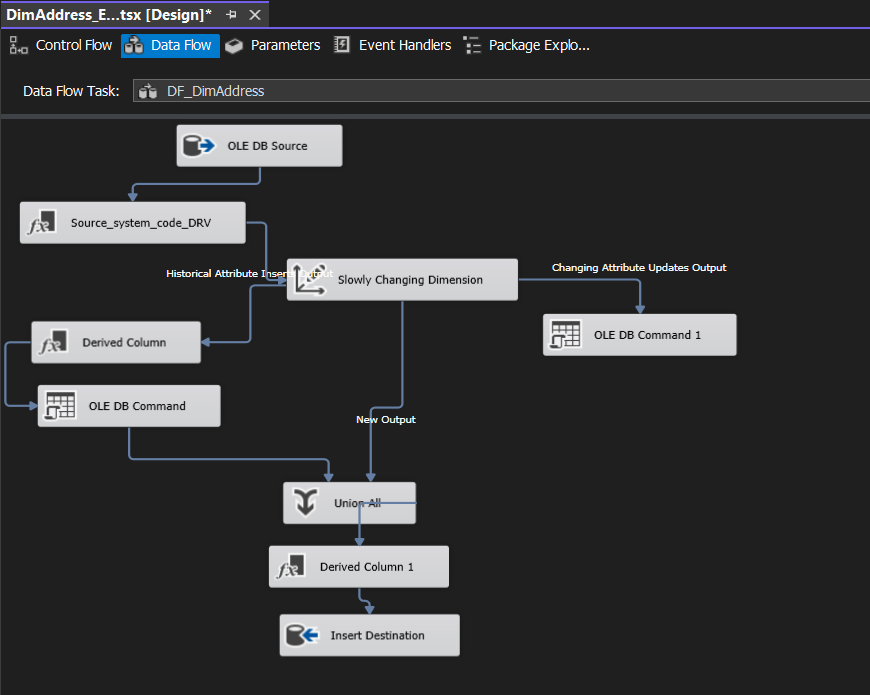 DimAddress_E...tsx [Design]*
Control Flow
Data Flow
Parameters
Event Handlers
Package Explo...
Data Flow Task:
DF_DimAddress
OLE DB Source
Source_system_code_DRV
Historical Attribute Inserts Output
Slowly Changing Dimension
Changing Attribute Updates Output
OLE DB Command 1
Derived Column
OLE DB Command
New Output
Union All
Derived Column 1
Insert Destination